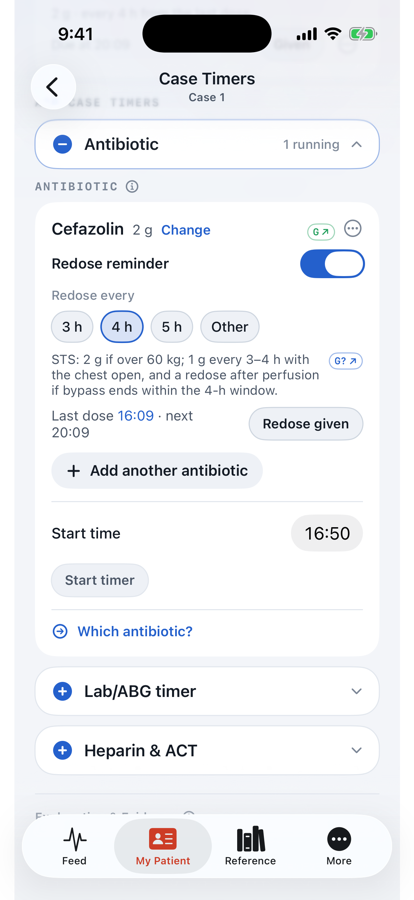 9:41
Case Timers
Case 1
CASE TIMERS
Antibiotic
1 running
ANTIBIOTIC
Cefazolin 2 g Change
G ↗
Redose reminder
Redose every
3 h
4 h
5 h
Other
STS: 2 g if over 60 kg; 1 g every 3–4 h with
the chest open, and a redose after perfusion
if bypass ends within the 4-h window.
G? ↗
Last dose 16:09 · next
20:09
Redose given
+ Add another antibiotic
Start time
16:50
Start timer
Which antibiotic?
Lab/ABG timer
Heparin & ACT
Feed
My Patient
Reference
More